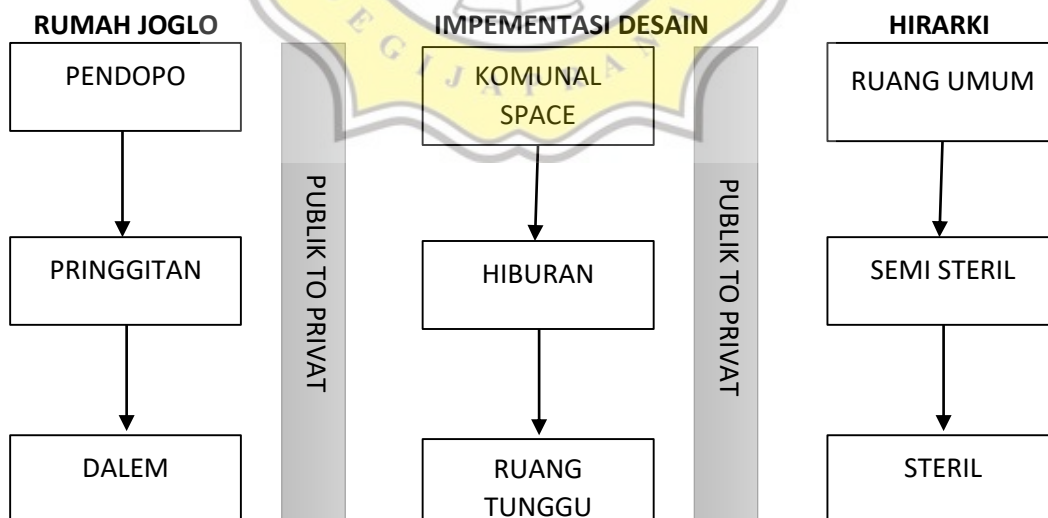 RUMAH JOGLO
IMPEMENTASI DESAIN
HIRARKI
PENDOPO
KOMUNAL
SPACE
RUANG UMUM
EGIJAPRAN
PUBLIK TO PRIVAT
PUBLIK TO PRIVAT
PRINGGITAN
HIBURAN
SEMI STERIL
DALEM
RUANG
TUNGGU
STERIL